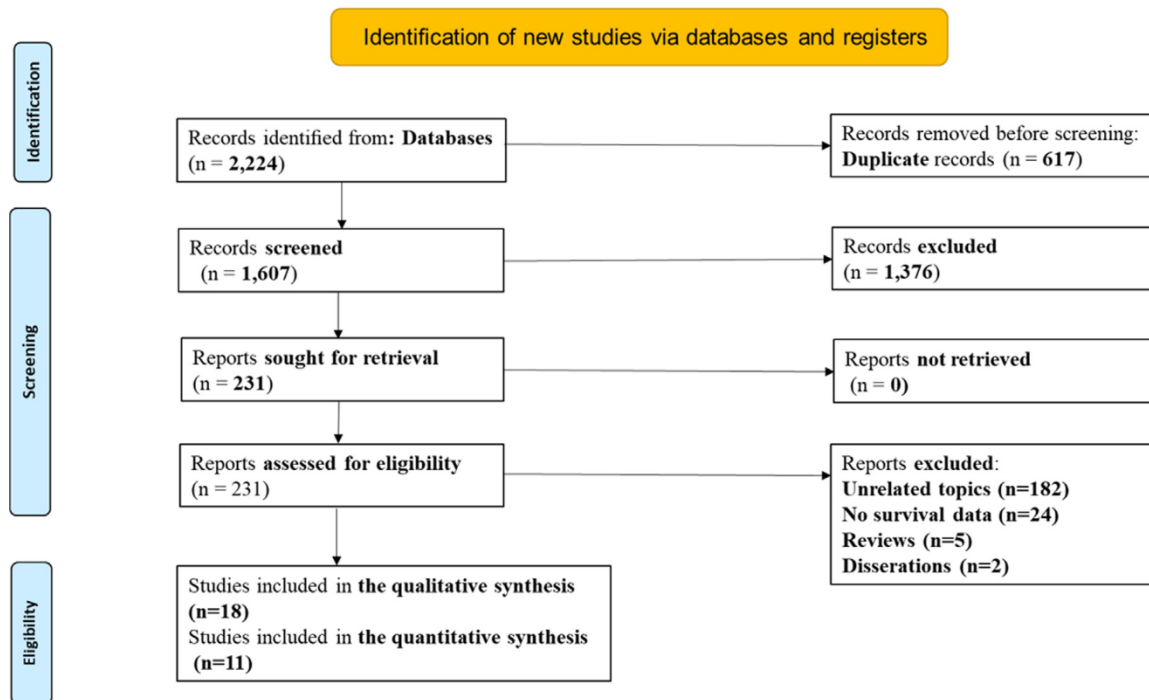 Identification of new studies via databases and registers
Identification
Records identified from: Databases
(n = 2,224)
Records removed before screening:
Duplicate records (n = 617)
Screening
Records screened
(n = 1,607)
Records excluded
(n = 1,376)
Reports sought for retrieval
(n = 231)
Reports not retrieved
(n = 0)
Reports assessed for eligibility
(n = 231)
Reports excluded:
Unrelated topics (n=182)
No survival data (n=24)
Reviews (n=5)
Disserations (n=2)
Eligibility
Studies included in the qualitative synthesis
(n=18)
Studies included in the quantitative synthesis
(n=11)